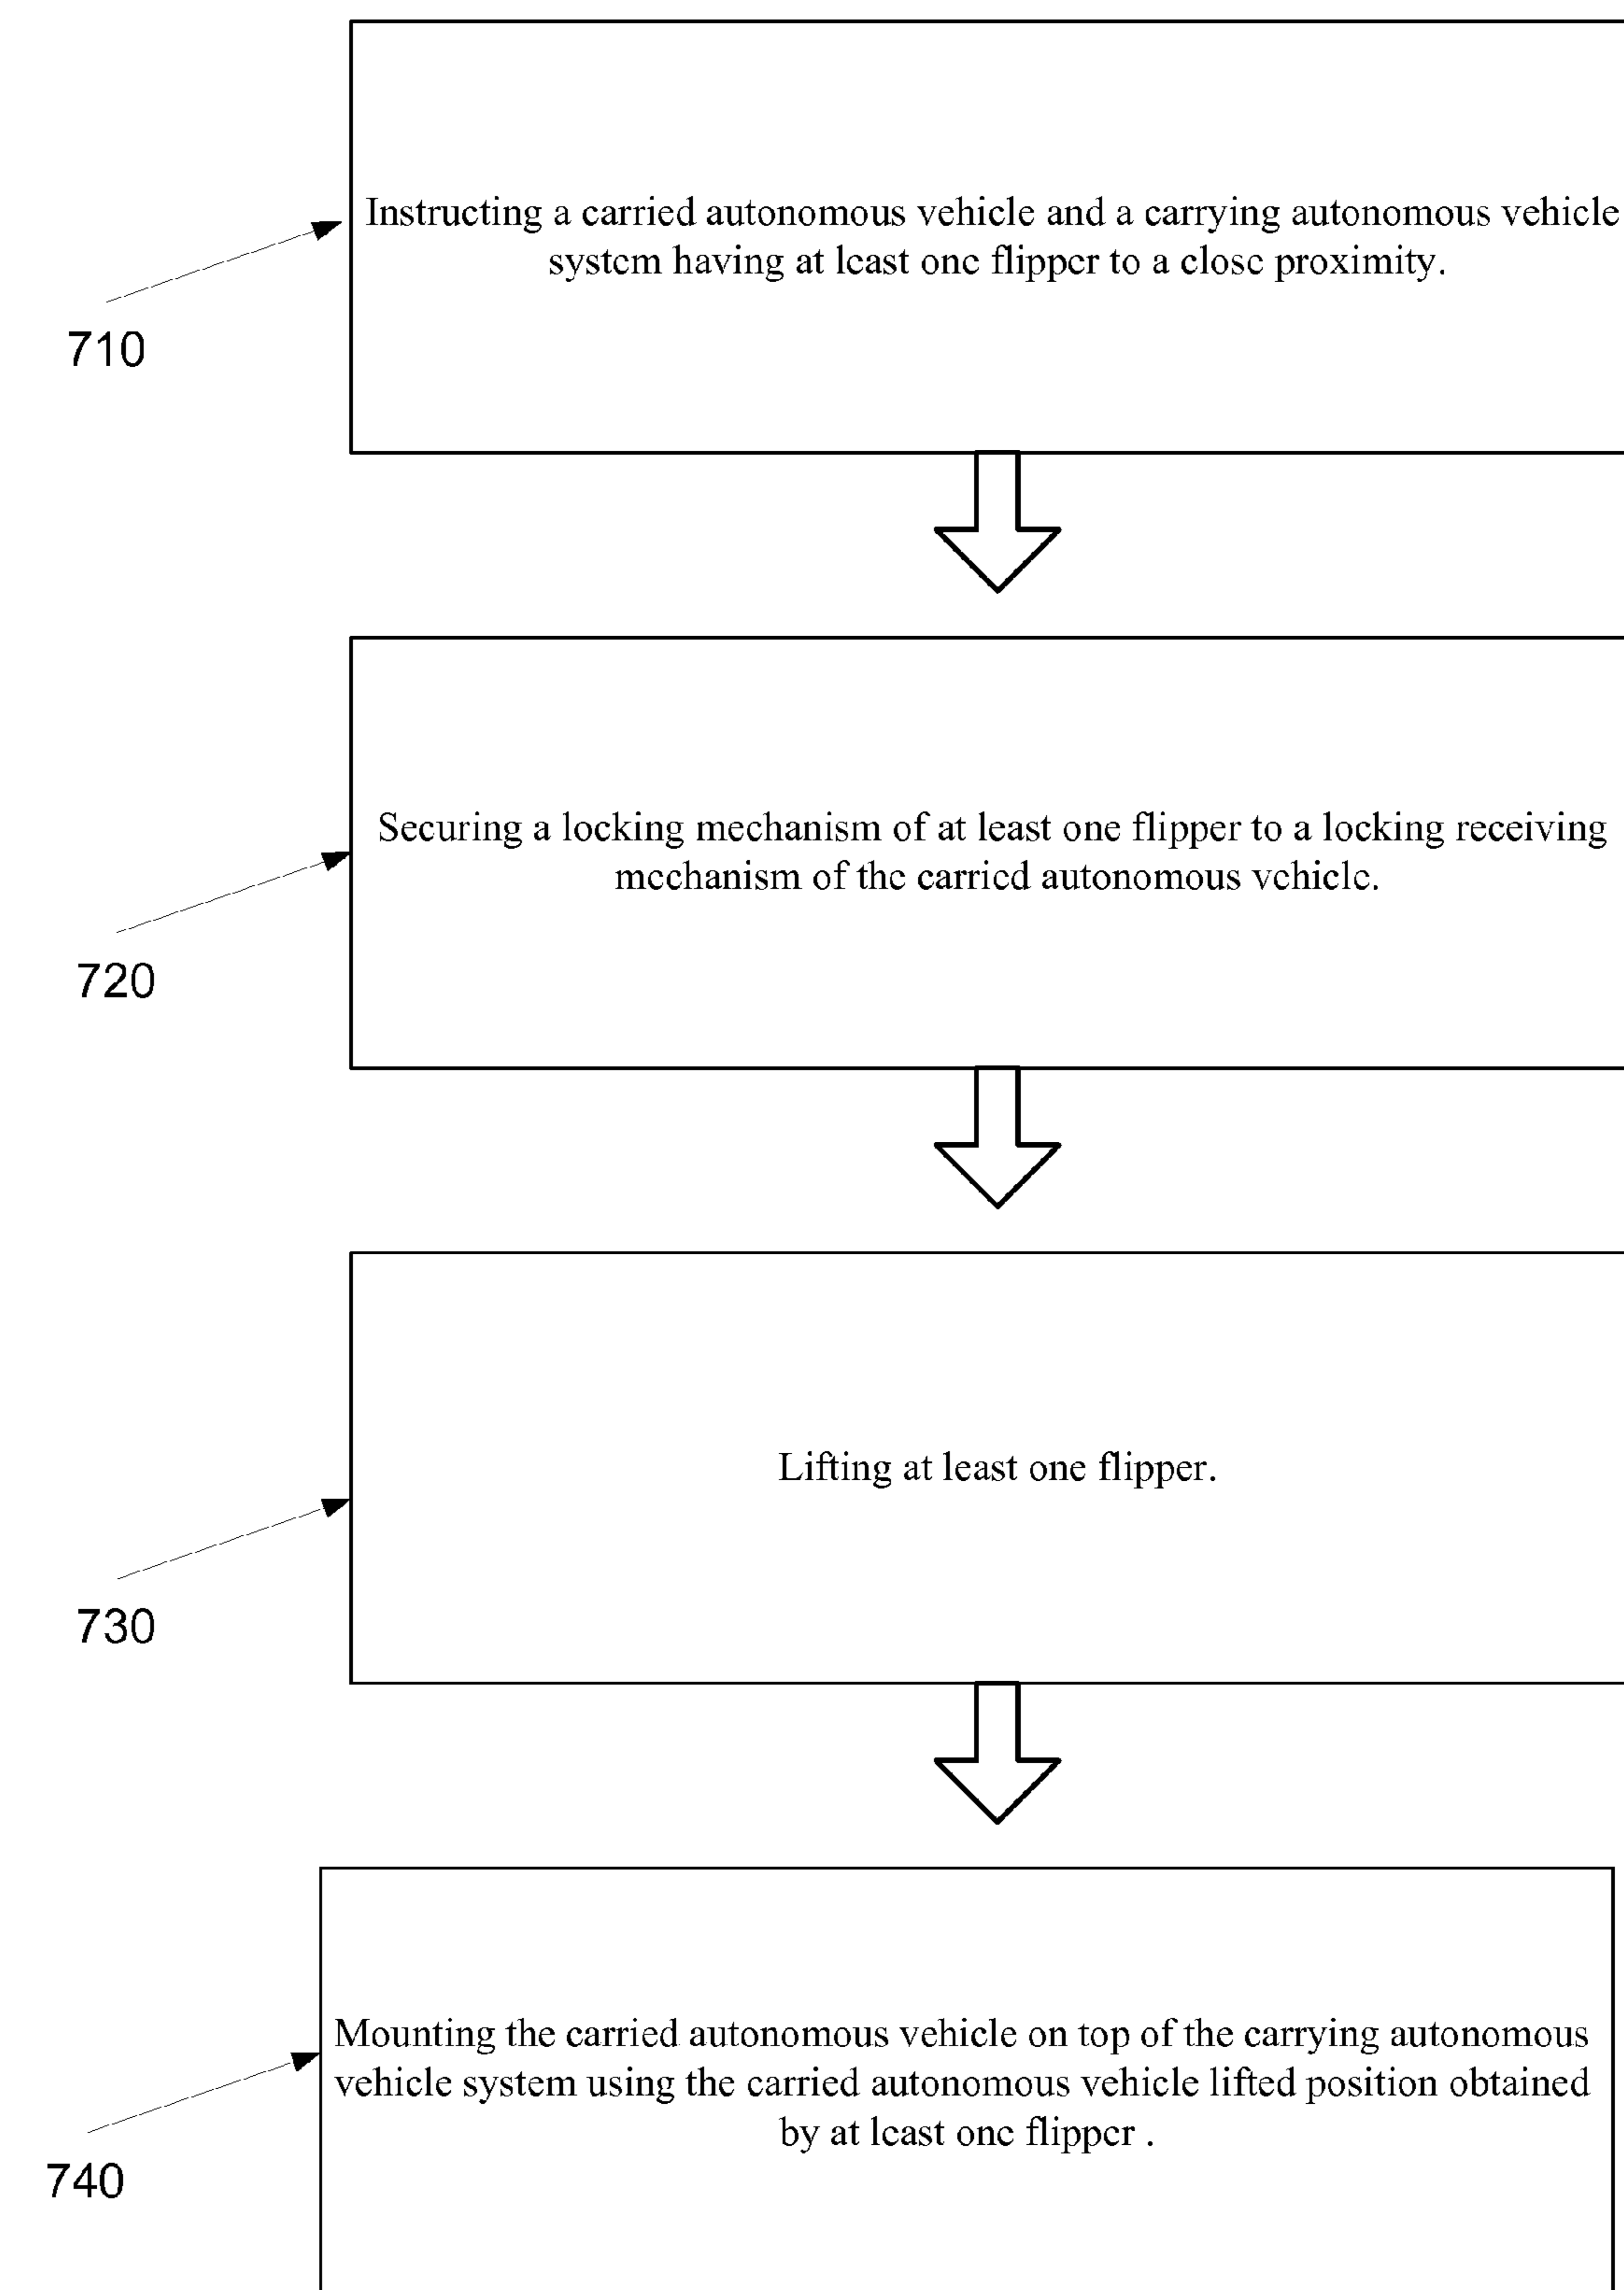 Instructing a carried autonomous vehicle and a carrying autonomous vehicle
system having at least one flipper to a close proximity.
710
Securing a locking mechanism of at least one flipper to a locking receiving
mechanism of the carried autonomous vehicle.
720
Lifting at least one flipper.
730
Mounting the carried autonomous vehicle on top of the carrying autonomous
vehicle system using the carried autonomous vehicle lifted position obtained
by at least one flipper .
740